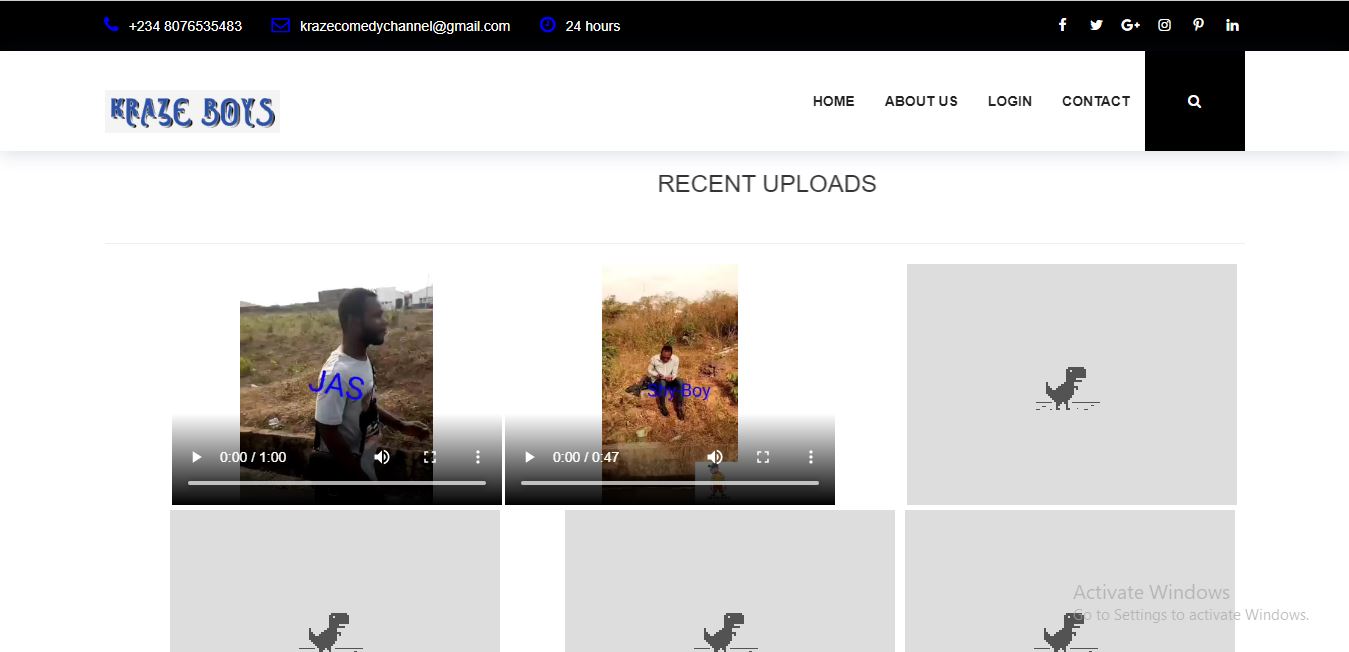 +234 8076535483 krazecomedychannel@gmail.com 24 hours
KRAZE BOYS
HOME ABOUT US LOGIN CONTACT
RECENT UPLOADS
JAS
Shy Boy
0:00 / 1:00
0:00 / 0:47
Activate Windows
Go to Settings to activate Windows.